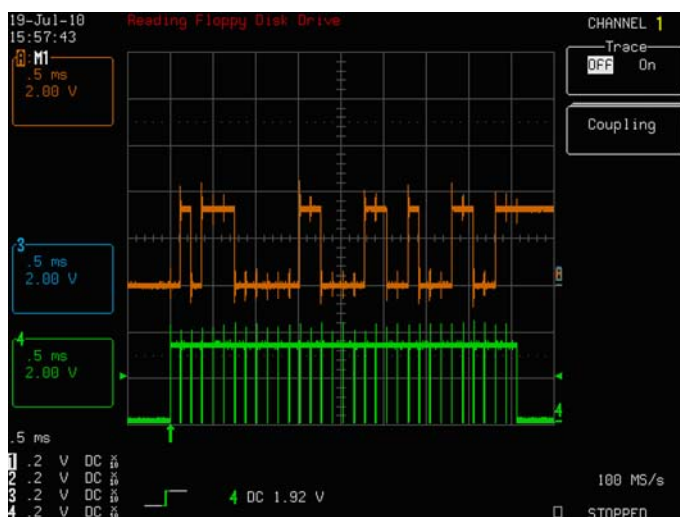 19-Jul-10
15:57:43
Reading Floppy Disk Drive
CHANNEL 1
A:M1
.5 ms
2.00 V
Trace
OFF On
Coupling
3
.5 ms
2.00 V
4
.5 ms
2.00 V
.5 ms
1 .2 V DC
2 .2 V DC
3 .2 V DC
4 .2 V DC
4 DC 1.92 V
100 MS/s
STOPPED